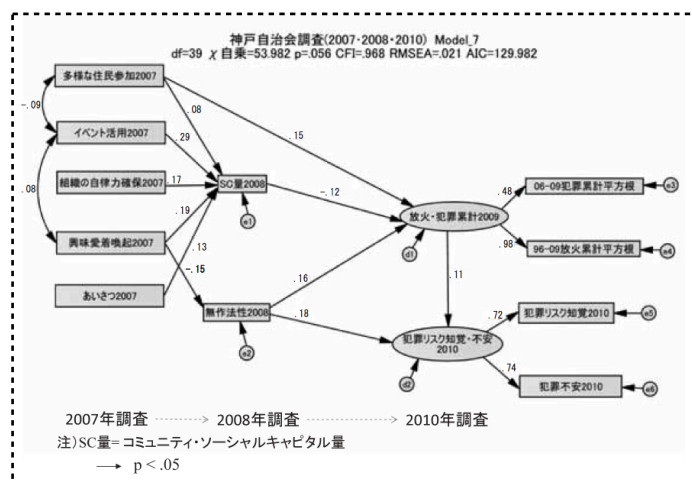 神戸自治会調査(2007・2008・2010) Model_7
df=39 χ自乗=53.982 p=.056 CFI=.968 RMSEA=.021 AIC=129.982
多様な住民参加2007
-.09
.08
.15
イベント活用2007
.29
組織の自律力確保2007
.17
SC量2008
-.12
.48
06-09犯罪累計平方根
e3
.08
.19
e1
放火・犯罪累計2009
興味愛着喚起2007
.13
d1
.98
96-09放火累計平方根
e4
-.15
.16
.11
あいさつ2007
無作法性2008
.18
.72
犯罪リスク知覚2010
e5
e2
犯罪リスク知覚・不安
2010
d2
.74
犯罪不安2010
e6
2007年調査
2008年調査
2010年調査
注)SC量=コミュニティ・ソーシャルキャピタル量
p < .05